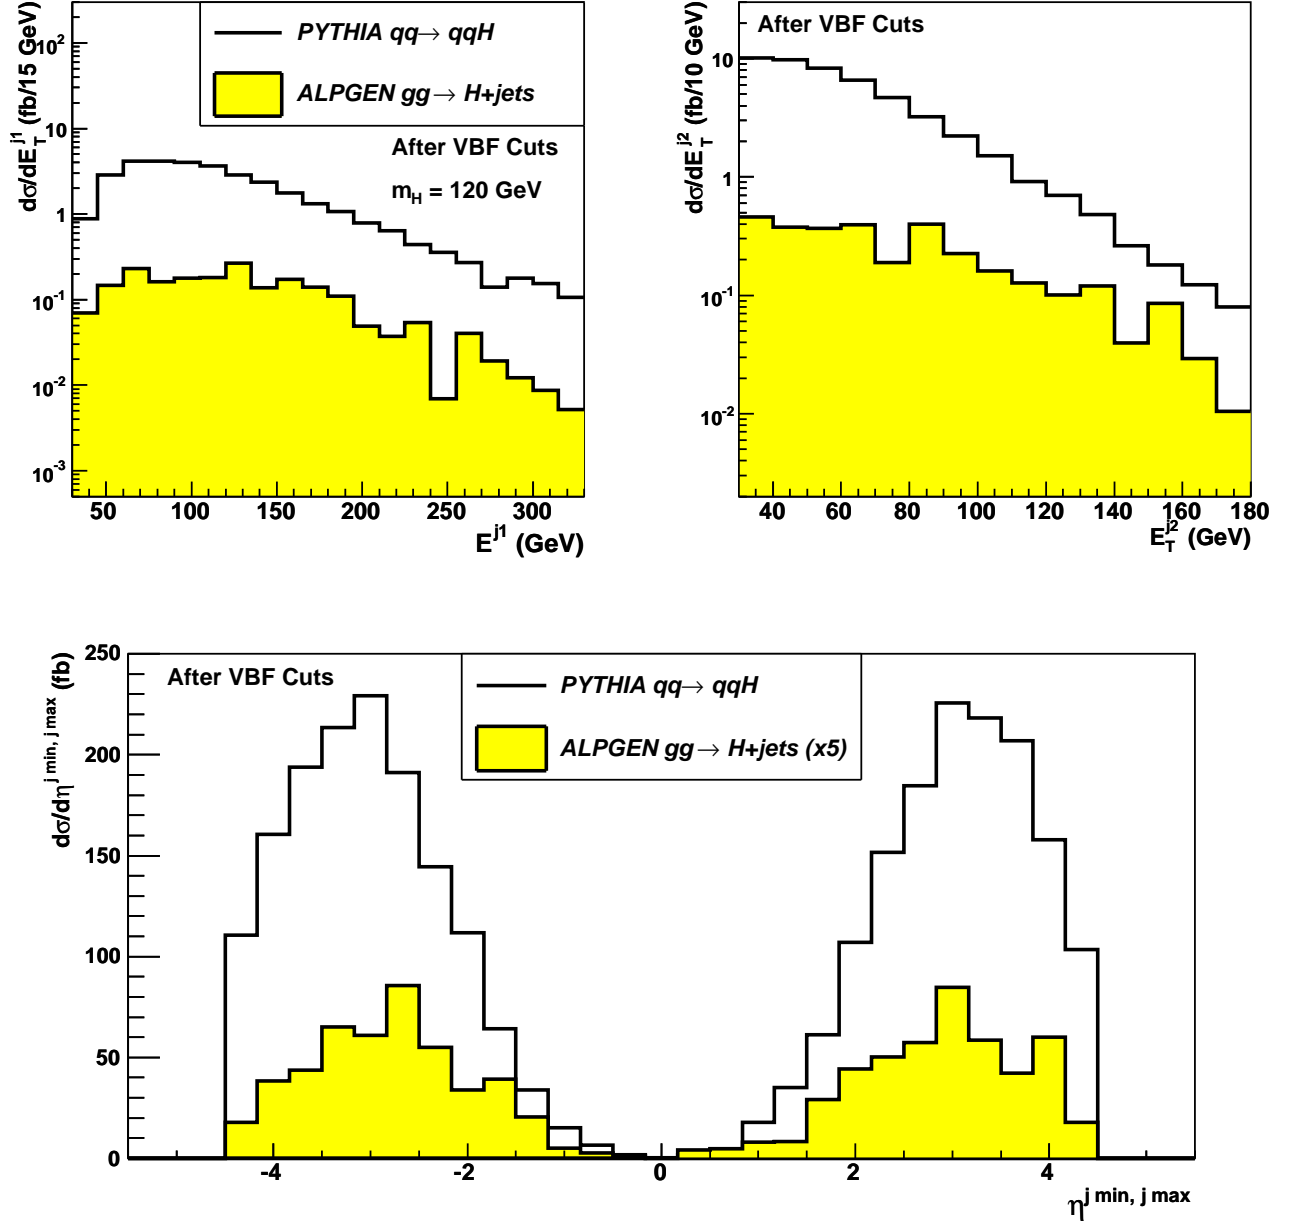 dσ/dE_T^j1 (fb/15 GeV)
10²
10
1
10⁻¹
10⁻²
10⁻³
PYTHIA qq→ qqH
ALPGEN gg→ H+jets
After VBF Cuts
m_H = 120 GeV
50 100 150 200 250 300
E^j1 (GeV)
dσ/dE_T^j2 (fb/10 GeV)
10
1
10⁻¹
10⁻²
After VBF Cuts
40 60 80 100 120 140 160 180
E_T^j2 (GeV)
dσ/dη^j min, j max (fb)
250
200
150
100
50
0
After VBF Cuts
PYTHIA qq→ qqH
ALPGEN gg→ H+jets (x5)
-4 -2 0 2 4
η^j min, j max